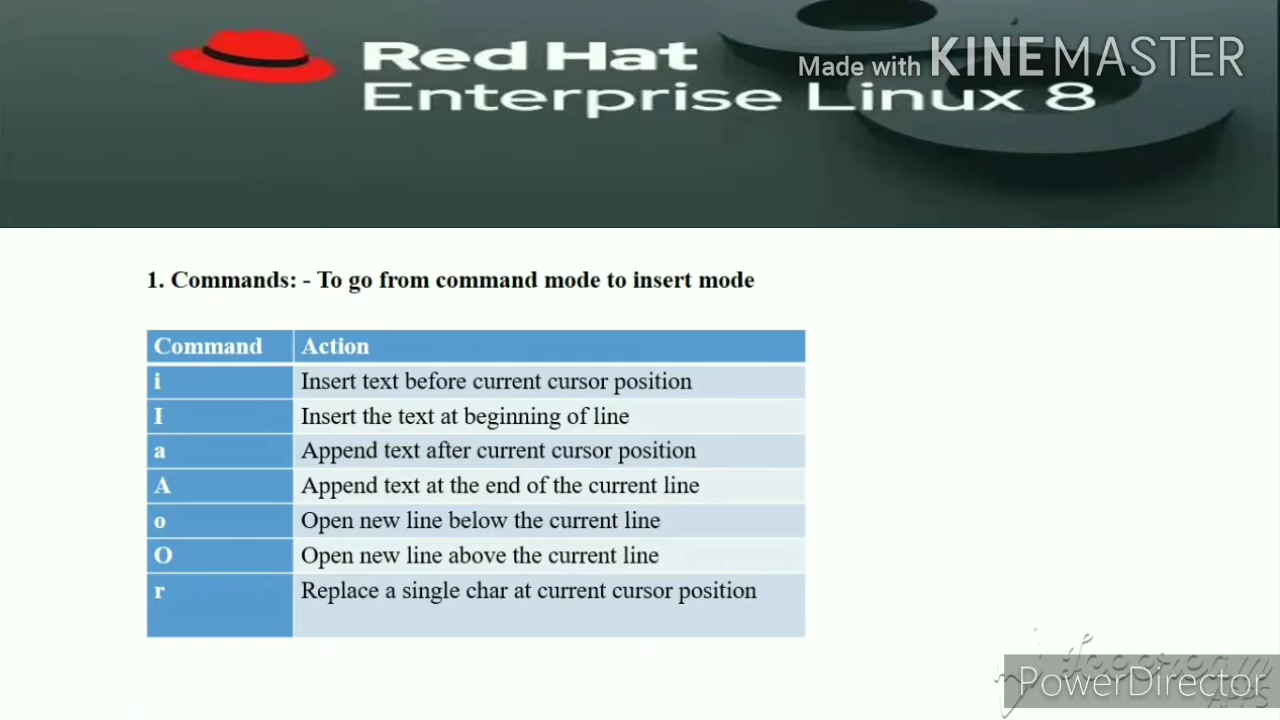 Red Hat
Enterprise Linux 8
Made with KINEMASTER
1. Commands: - To go from command mode to insert mode
Command Action
i Insert text before current cursor position
I Insert the text at beginning of line
a Append text after current cursor position
A Append text at the end of the current line
o Open new line below the current line
O Open new line above the current line
r Replace a single char at current cursor position
PowerDirector
APPS